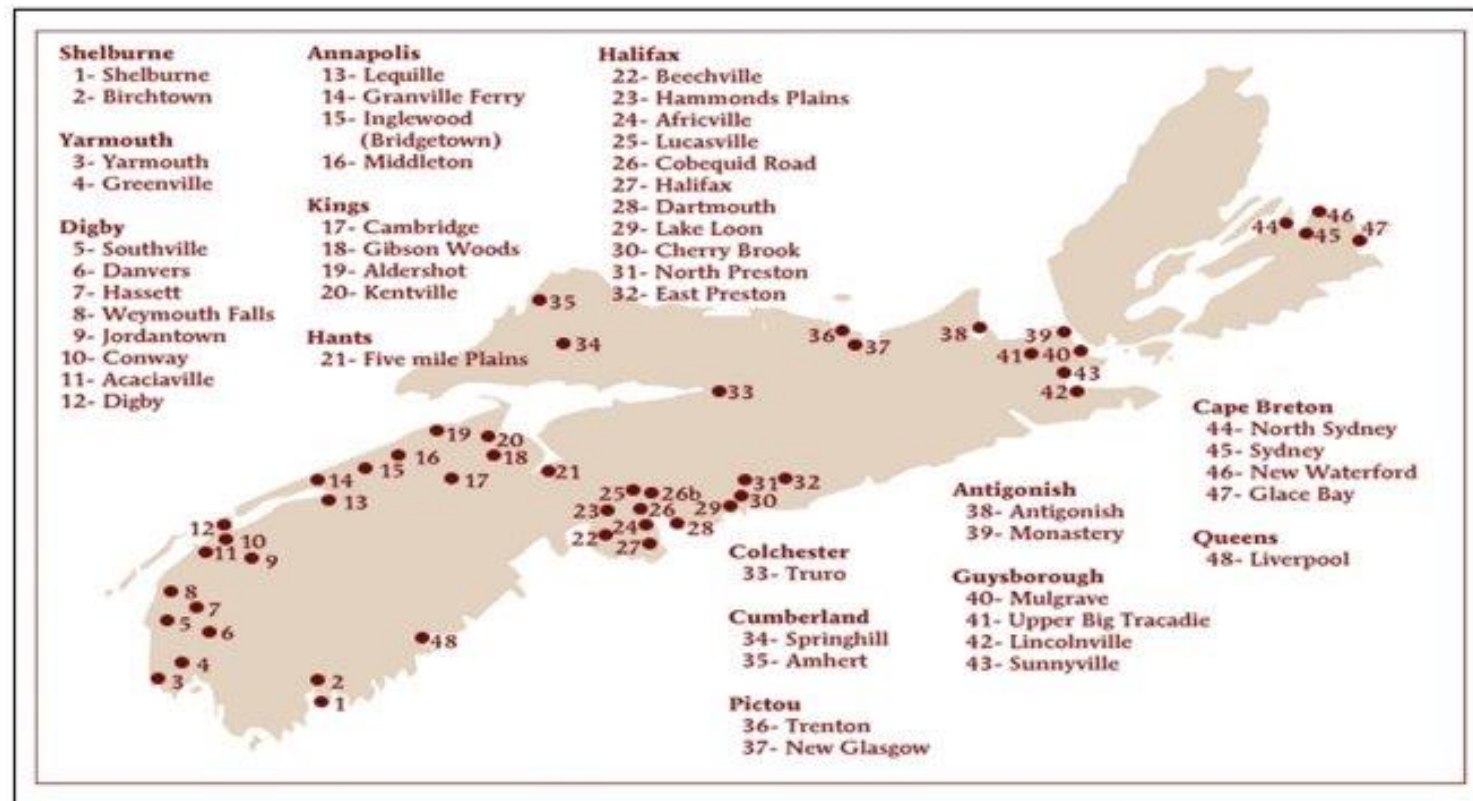 Shelburne
1- Shelburne
2- Birchtown
Yarmouth
3- Yarmouth
4- Greenville
Digby
5- Southville
6- Danvers
7- Hassett
8- Weymouth Falls
9- Jordantown
10- Conway
11- Acaciaville
12- Digby
Annapolis
13- Lequille
14- Granville Ferry
15- Inglewood
(Bridgetown)
16- Middleton
Kings
17- Cambridge
18- Gibson Woods
19- Aldershot
20- Kentville
Hants
21- Five mile Plains
Halifax
22- Beechville
23- Hammonds Plains
24- Africville
25- Lucasville
26- Cobequid Road
27- Halifax
28- Dartmouth
29- Lake Loon
30- Cherry Brook
31- North Preston
32- East Preston
Colchester
33- Truro
Cumberland
34- Springhill
35- Amhert
Pictou
36- Trenton
37- New Glasgow
Antigonish
38- Antigonish
39- Monastery
Guysborough
40- Mulgrave
41- Upper Big Tracadie
42- Lincolnville
43- Sunnyville
Cape Breton
44- North Sydney
45- Sydney
46- New Waterford
47- Glace Bay
Queens
48- Liverpool
46
44
45
47
35
34
36
37
38
39
41
40
43
42
33
19
20
16
18
15
17
21
14
13
12
10
11
9
8
7
5
6
4
3
2
1
48
25
26b
23
26
24
22
27
28
29
30
31
32